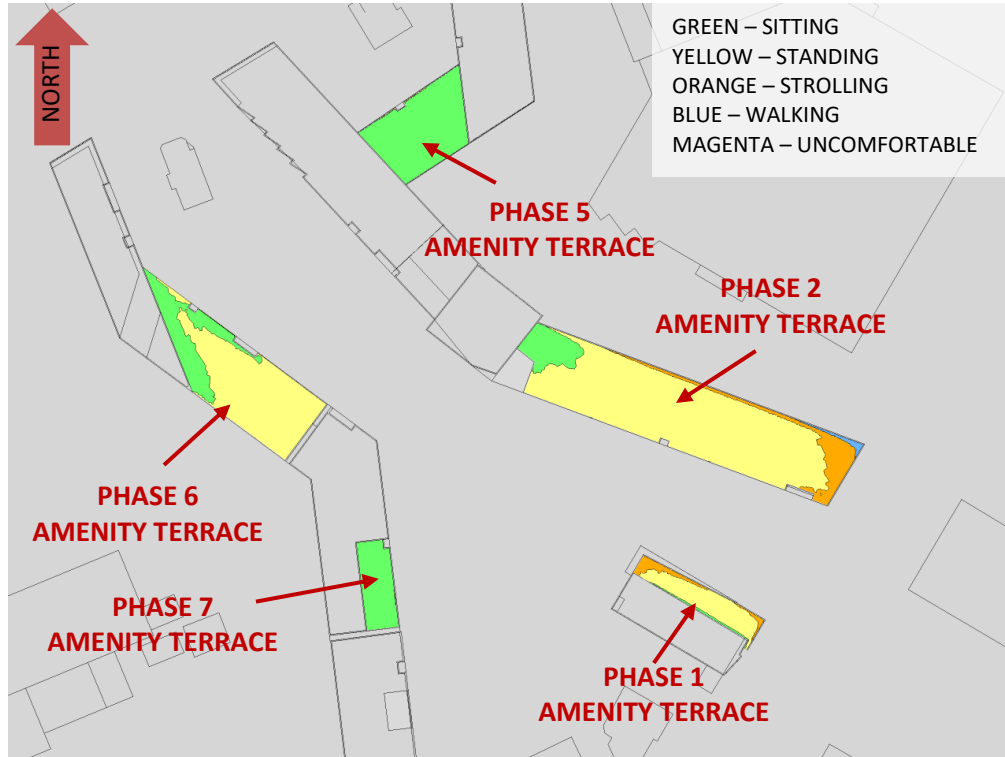 NORTH
GREEN – SITTING
YELLOW – STANDING
ORANGE – STROLLING
BLUE – WALKING
MAGENTA – UNCOMFORTABLE
PHASE 5
AMENITY TERRACE
PHASE 2
AMENITY TERRACE
PHASE 6
AMENITY TERRACE
PHASE 7
AMENITY TERRACE
PHASE 1
AMENITY TERRACE